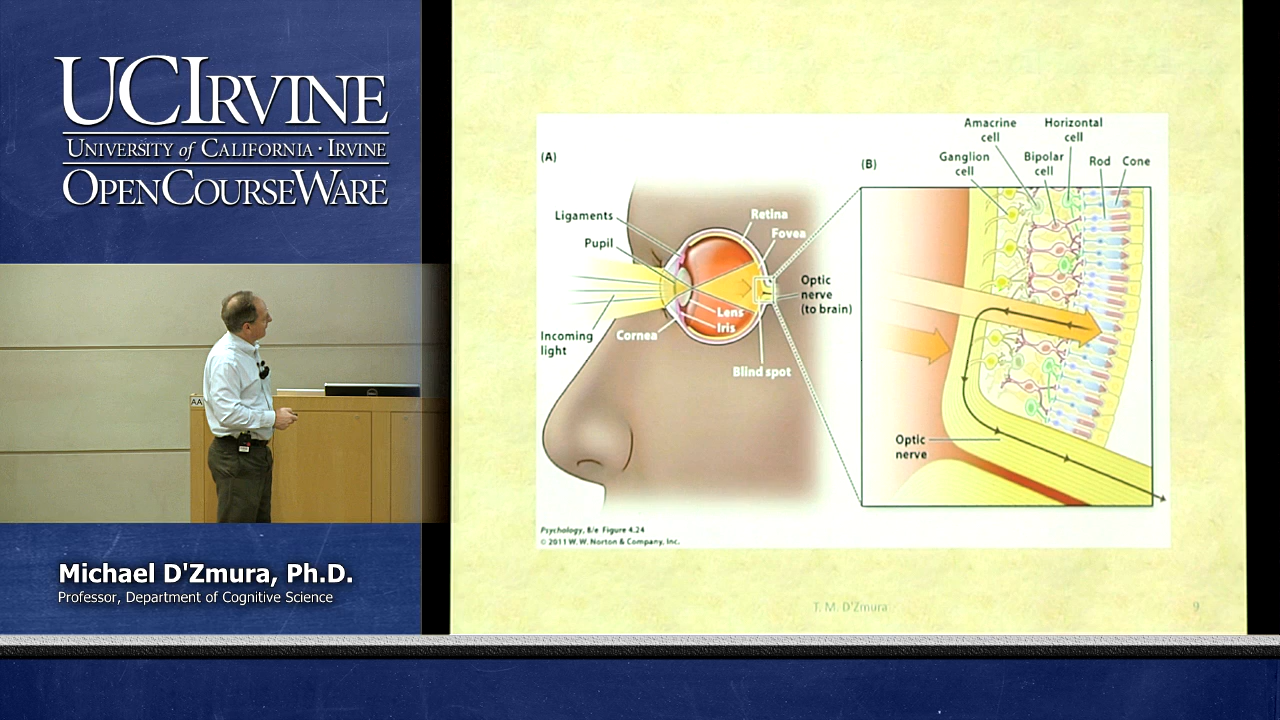 UCIRVINE
UNIVERSITY of CALIFORNIA · IRVINE
OPENCOURSEWARE
AA
Michael D'Zmura, Ph.D.
Professor, Department of Cognitive Science
(A)
Ligaments
Pupil
Retina
Fovea
Optic
nerve
(to brain)
Lens
Iris
Cornea
Incoming
light
Blind spot
(B)
Amacrine
cell
Horizontal
cell
Ganglion
cell
Bipolar
cell
Rod
Cone
Optic
nerve
Psychology, 8/e Figure 4.24
© 2011 W. W. Norton & Company, Inc.
T. M. D'Zmura
9